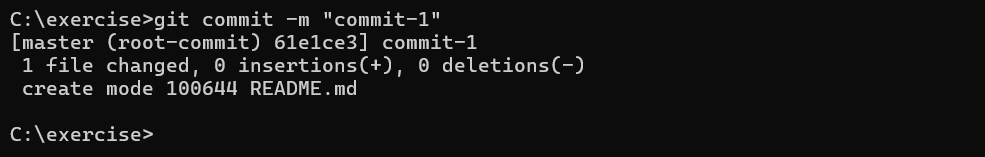 C:\exercise>git commit -m "commit-1"
[master (root-commit) 61e1ce3] commit-1
 1 file changed, 0 insertions(+), 0 deletions(-)
 create mode 100644 README.md
C:\exercise>